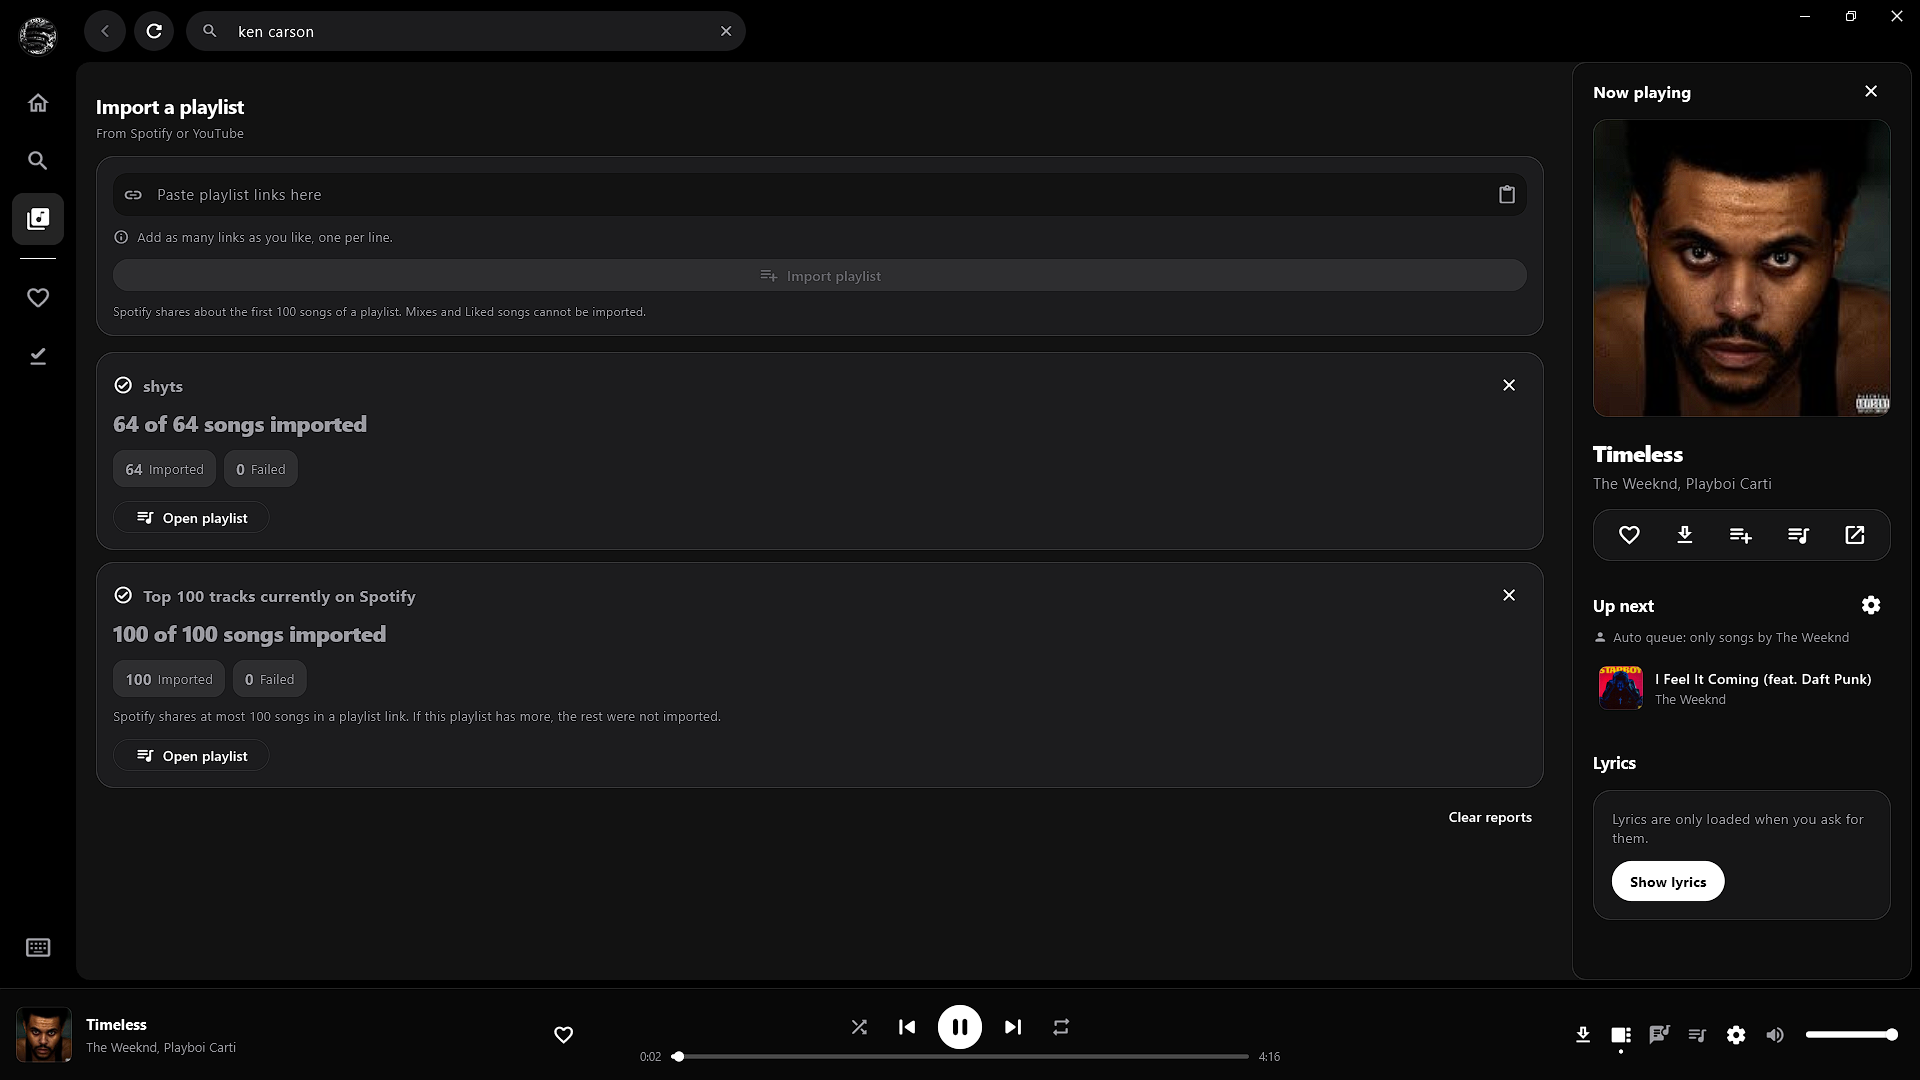 ken carson
Import a playlist
From Spotify or YouTube
Paste playlist links here
Add as many links as you like, one per line.
Import playlist
Spotify shares about the first 100 songs of a playlist. Mixes and Liked songs cannot be imported.
shyts
64 of 64 songs imported
64 Imported
0 Failed
Open playlist
Top 100 tracks currently on Spotify
100 of 100 songs imported
100 Imported
0 Failed
Spotify shares at most 100 songs in a playlist link. If this playlist has more, the rest were not imported.
Open playlist
Clear reports
Now playing
PARENTAL
ADVISORY
Timeless
The Weeknd, Playboi Carti
Up next
Auto queue: only songs by The Weeknd
STARBOY
I Feel It Coming (feat. Daft Punk)
The Weeknd
Lyrics
Lyrics are only loaded when you ask for
them.
Show lyrics
Timeless
The Weeknd, Playboi Carti
0:02
4:16